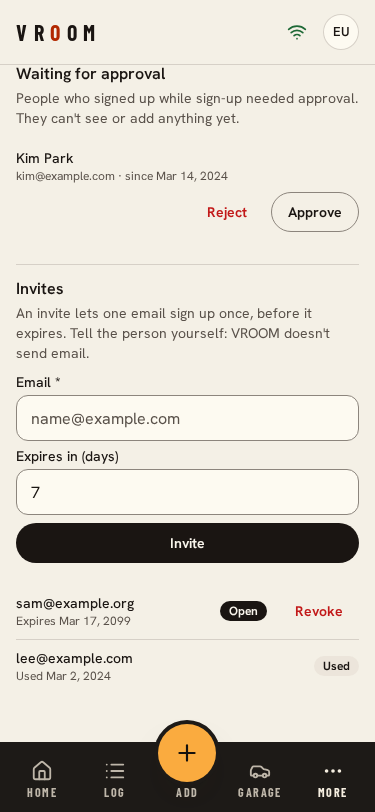 VROOM
EU
Waiting for approval
People who signed up while sign-up needed approval.
They can't see or add anything yet.
Kim Park
kim@example.com · since Mar 14, 2024
Reject
Approve
Invites
An invite lets one email sign up once, before it
expires. Tell the person yourself: VROOM doesn't
send email.
Email *
name@example.com
Expires in (days)
7
Invite
sam@example.org
Expires Mar 17, 2099
Open
Revoke
lee@example.com
Used Mar 2, 2024
Used
HOME
LOG
ADD
GARAGE
MORE